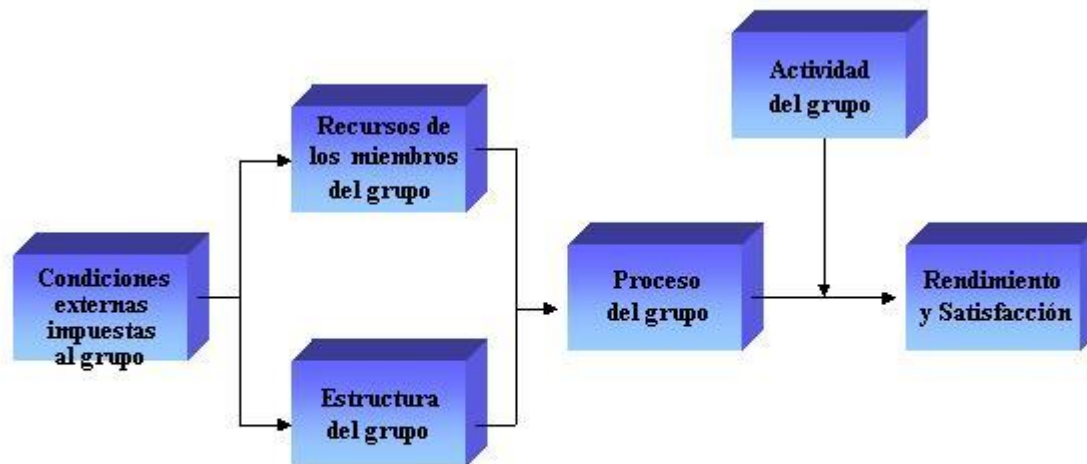 Condiciones
externas
impuestas
al grupo
Recursos de
los miembros
del grupo
Estructura
del grupo
Proceso
del grupo
Actividad
del grupo
Rendimiento
y Satisfacción